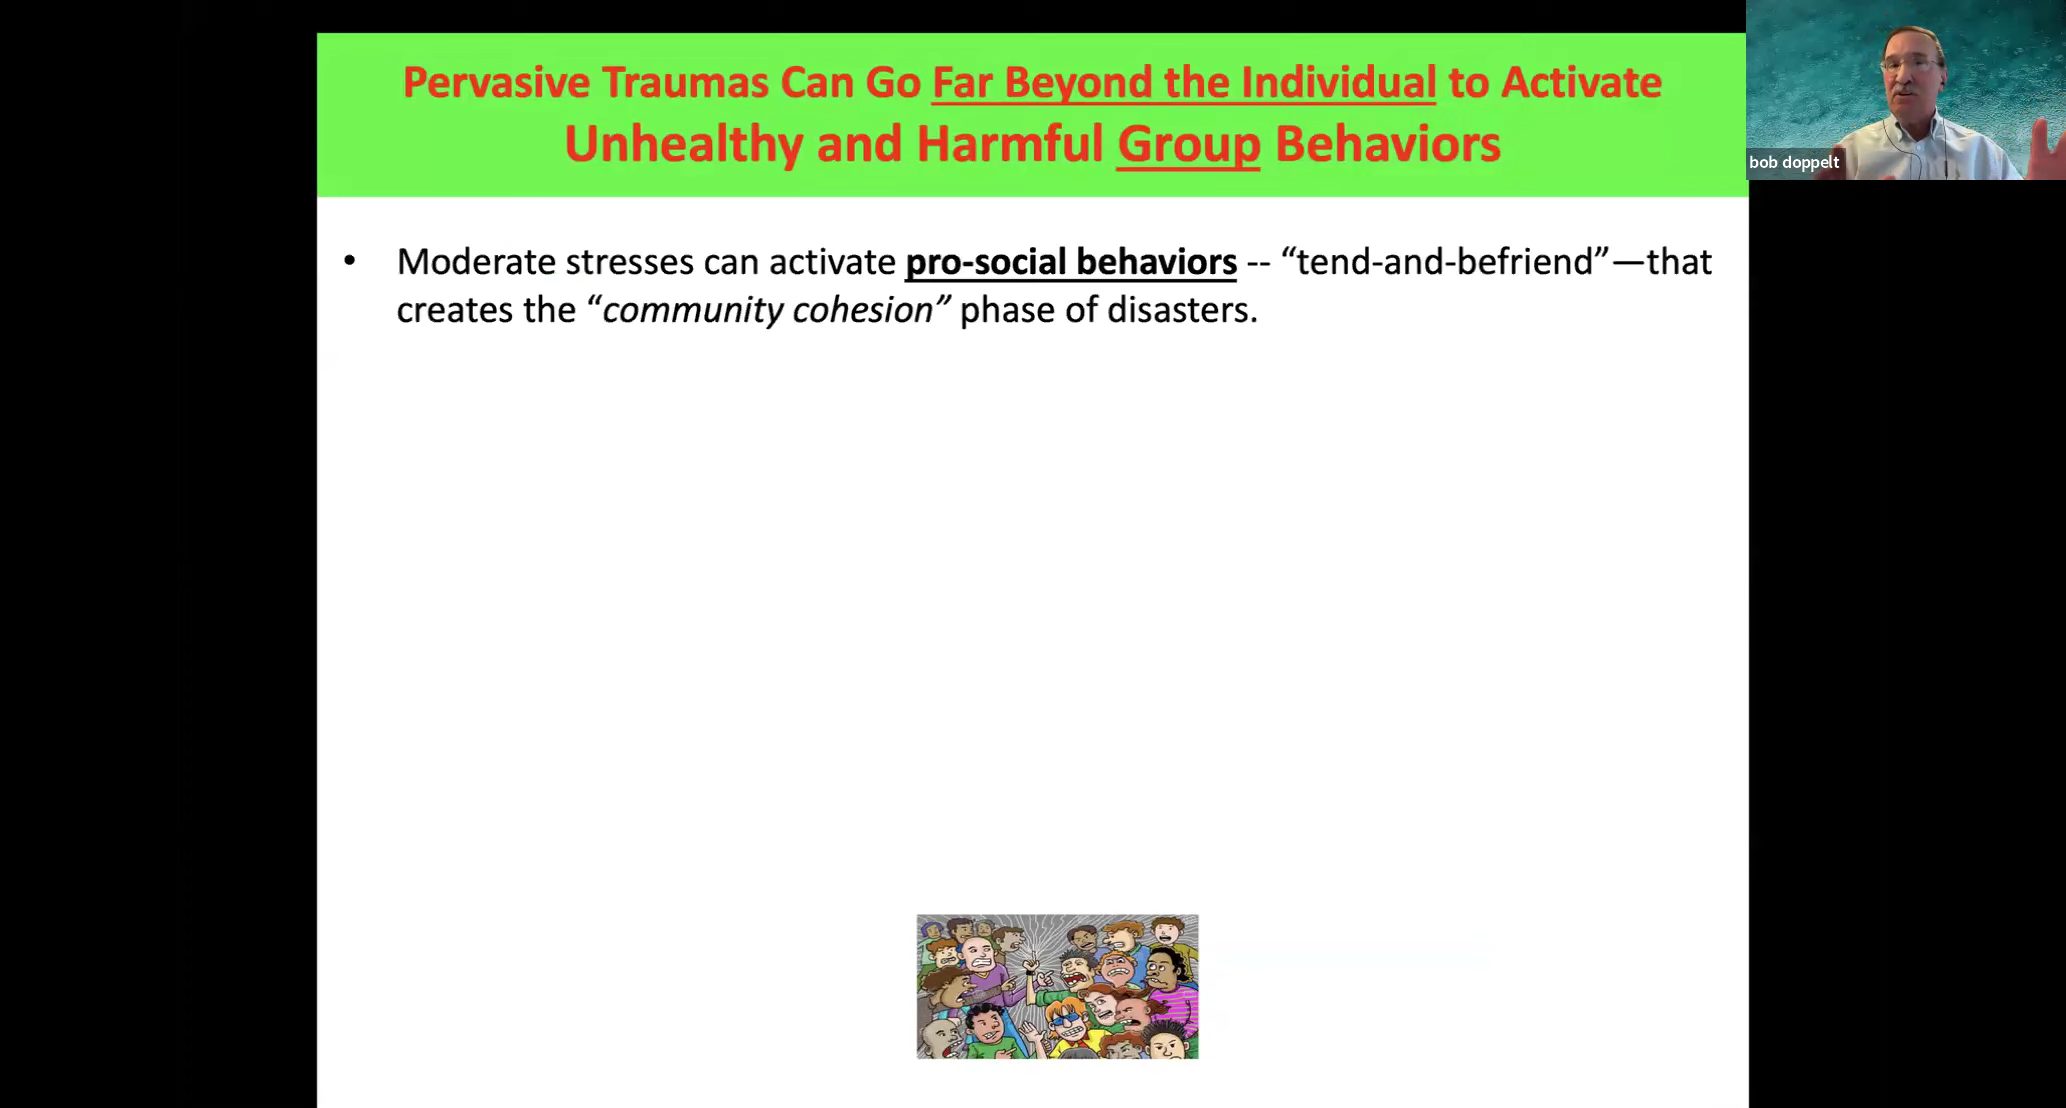 Pervasive Traumas Can Go Far Beyond the Individual to Activate
Unhealthy and Harmful Group Behaviors
bob doppelt
• Moderate stresses can activate pro-social behaviors -- “tend-and-befriend”—that
creates the “community cohesion” phase of disasters.